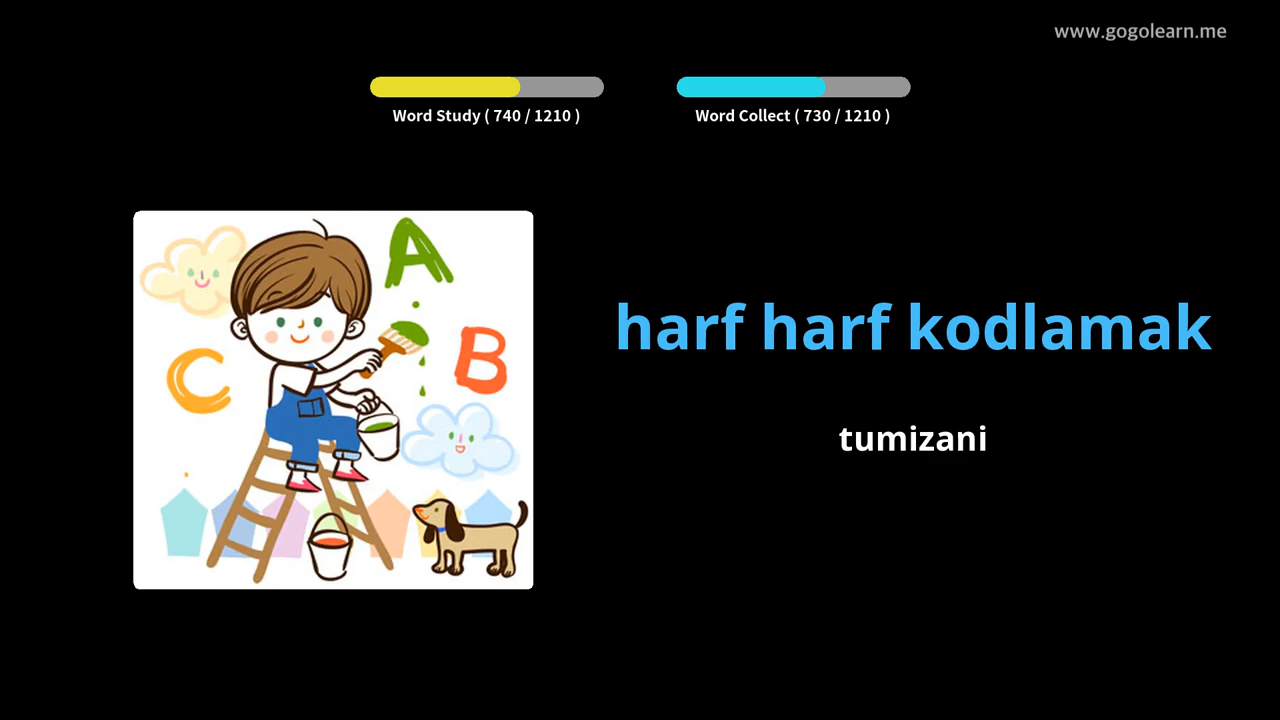 www.gogolearn.me
Word Study ( 740 / 1210 )
Word Collect ( 730 / 1210 )
A
B
C
harf harf kodlamak
tumizani